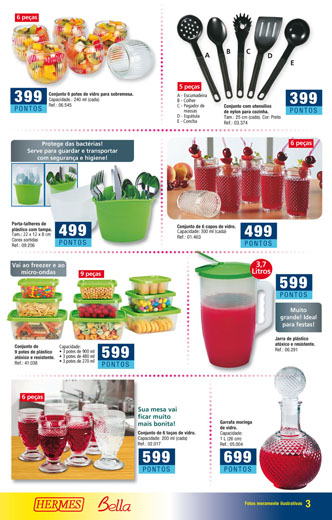 6 peças
399
PONTOS
Conjunto 6 potes de vidro para sobremesa.
Capacidade: 240 ml (cada)
Ref.: 06.545
A
B
C
D
E
5 peças
A - Escumadeira
B - Colher
C - Pegador de
massas
D - Espátula
E - Concha
Conjunto com utensílios
de nylon para cozinha.
Tam.: 25 cm (cada). Cor: Preto
Ref.: 03.374
399
PONTOS
Protege das bactérias!
Serve para guardar e transportar
com segurança e higiene!
Porta-talheres de
plástico com tampa.
Tam.: 22 x 12 x 8 cm
Cores sortidas
Ref.: 09.206
499
PONTOS
6 peças
Conjunto de 6 copos de vidro.
Capacidade: 300 ml (cada)
Ref.: 01.463
499
PONTOS
Vai ao freezer e ao
micro-ondas
9 peças
Conjunto de
9 potes de plástico
atóxico e resistente.
Ref.: 41.038
Capacidade:
• 3 potes de 900 ml
• 3 potes de 480 ml
• 3 potes de 270 ml
599
PONTOS
3,7
Litros
599
PONTOS
Muito
grande! Ideal
para festas!
Jarra de plástico
atóxico e resistente.
Ref.: 06.291
6 peças
Sua mesa vai
ficar muito
mais bonita!
Conjunto de 6 taças de vidro.
Capacidade: 200 ml (cada)
Ref.: 02.017
599
PONTOS
Garrafa moringa
de vidro.
Capacidade:
1 L (26 cm)
Ref.: 05.004
699
PONTOS
HERMES
Bella
Fotos meramente ilustrativas 3